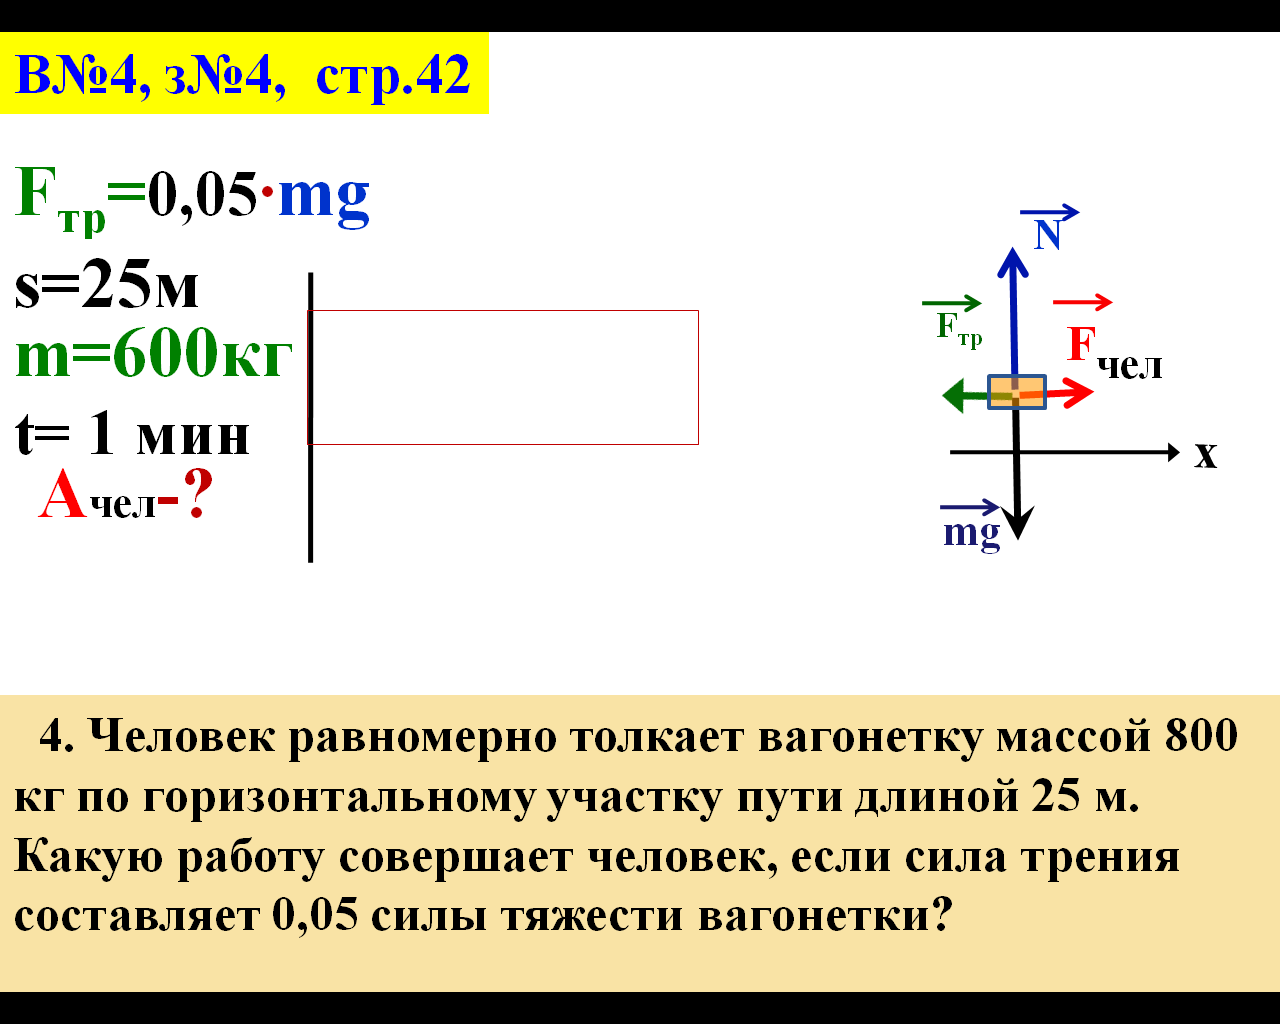 В№4, з№4, стр.42
Fтр=0,05·mg
s=25м
m=600кг
t= 1 мин
Aчел-?
N
Fтр
Fчел
x
mg
4. Человек равномерно толкает вагонетку массой 800
кг по горизонтальному участку пути длиной 25 м.
Какую работу совершает человек, если сила трения
составляет 0,05 силы тяжести вагонетки?